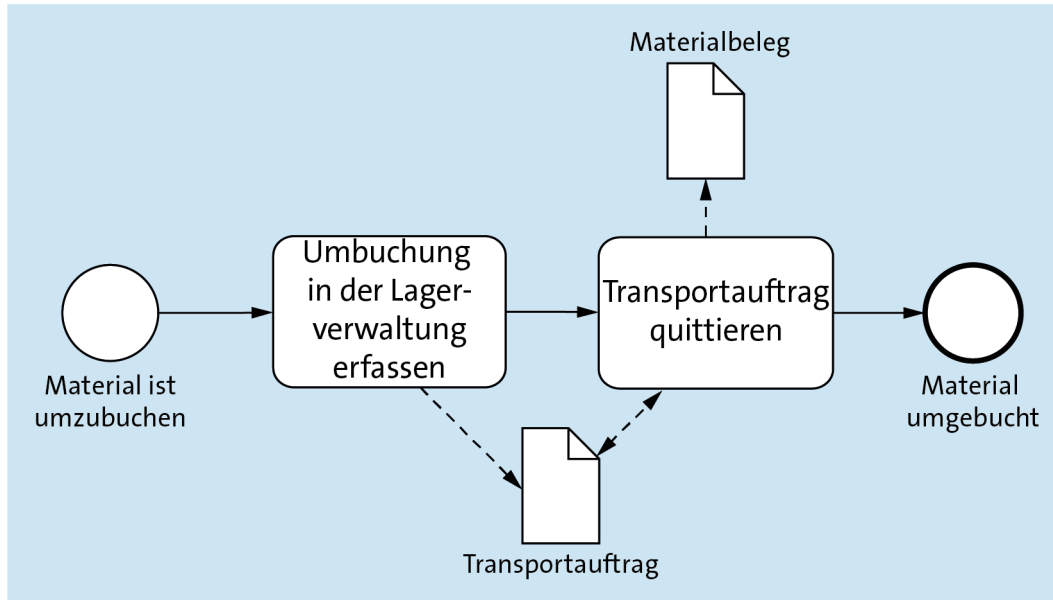 Materialbeleg
Umbuchung
in der Lager-
verwaltung
erfassen
Transportauftrag
quittieren
Material ist
umzubuchen
Material
umgebucht
Transportauftrag